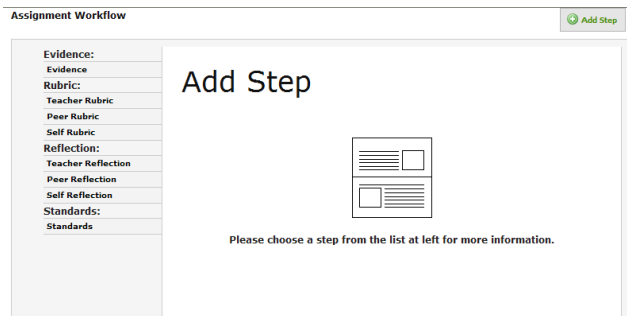 Assignment Workflow
Add Step
Evidence:
Evidence
Rubric:
Teacher Rubric
Peer Rubric
Self Rubric
Reflection:
Teacher Reflection
Peer Reflection
Self Reflection
Standards:
Standards
Add Step
Please choose a step from the list at left for more information.